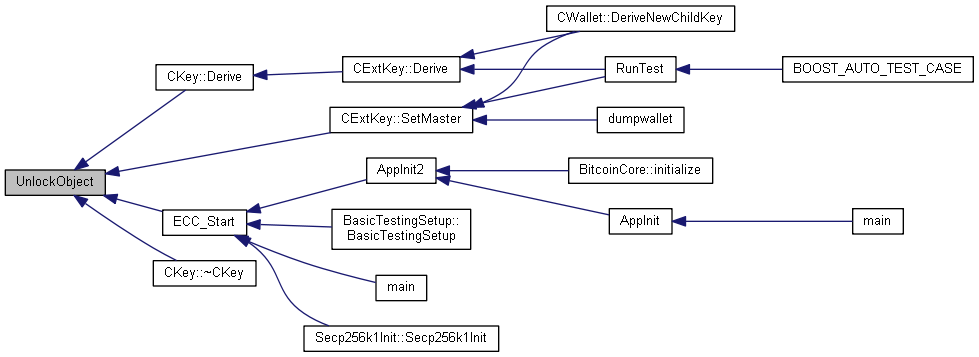 CWallet::DeriveNewChildKey
CKey::Derive
CExtKey::Derive
RunTest
BOOST_AUTO_TEST_CASE
CExtKey::SetMaster
dumpwallet
UnlockObject
AppInit2
BitcoinCore::initialize
ECC_Start
BasicTestingSetup::
BasicTestingSetup
AppInit
main
CKey::~CKey
main
Secp256k1Init::Secp256k1Init